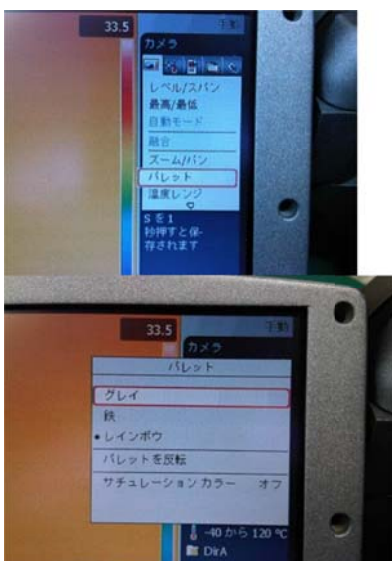 33.5
手動
カメラ
レベル/スパン
最高/最低
自動モード
融合
ズーム/パン
パレット
温度レンジ
Sを1
秒押すと保-
存されます
33.5
手動
カメラ
パレット
グレイ
鉄
レインボウ
パレットを反転
サチュレーションカラー オフ
-40 から 120 ℃
DirA